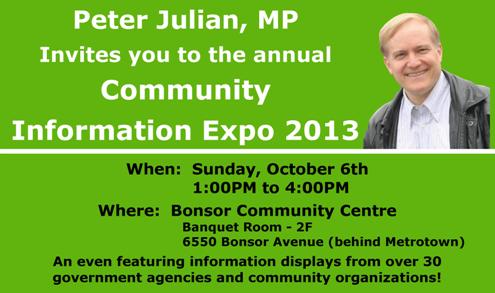 Peter Julian, MP
Invites you to the annual
Community
Information Expo 2013
When: Sunday, October 6th
1:00PM to 4:00PM
Where: Bonsor Community Centre
Banquet Room - 2F
6550 Bonsor Avenue (behind Metrotown)
An even featuring information displays from over 30
government agencies and community organizations!